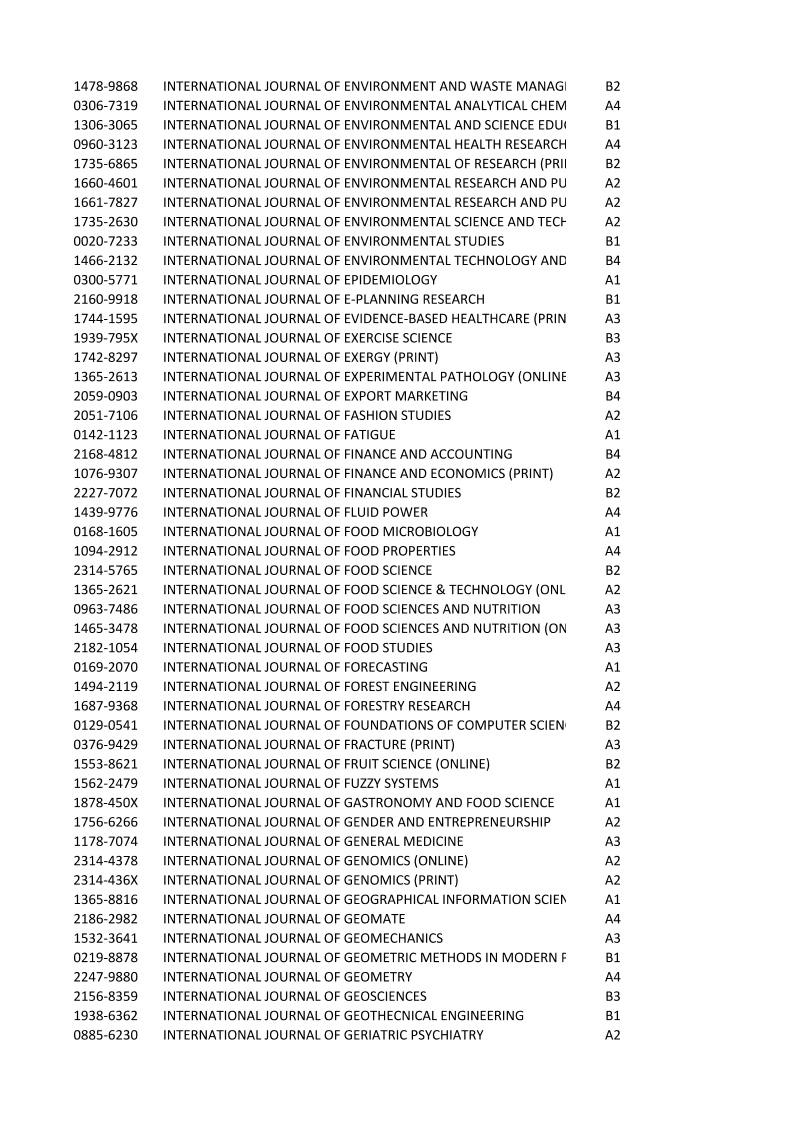 1478-9868 INTERNATIONAL JOURNAL OF ENVIRONMENT AND WASTE MANAGI B2
0306-7319 INTERNATIONAL JOURNAL OF ENVIRONMENTAL ANALYTICAL CHEM A4
1306-3065 INTERNATIONAL JOURNAL OF ENVIRONMENTAL AND SCIENCE EDU( B1
0960-3123 INTERNATIONAL JOURNAL OF ENVIRONMENTAL HEALTH RESEARCH A4
1735-6865 INTERNATIONAL JOURNAL OF ENVIRONMENTAL OF RESEARCH (PRII B2
1660-4601 INTERNATIONAL JOURNAL OF ENVIRONMENTAL RESEARCH AND PU A2
1661-7827 INTERNATIONAL JOURNAL OF ENVIRONMENTAL RESEARCH AND PU A2
1735-2630 INTERNATIONAL JOURNAL OF ENVIRONMENTAL SCIENCE AND TECH A2
0020-7233 INTERNATIONAL JOURNAL OF ENVIRONMENTAL STUDIES B1
1466-2132 INTERNATIONAL JOURNAL OF ENVIRONMENTAL TECHNOLOGY AND B4
0300-5771 INTERNATIONAL JOURNAL OF EPIDEMIOLOGY A1
2160-9918 INTERNATIONAL JOURNAL OF E-PLANNING RESEARCH B1
1744-1595 INTERNATIONAL JOURNAL OF EVIDENCE-BASED HEALTHCARE (PRIN A3
1939-795X INTERNATIONAL JOURNAL OF EXERCISE SCIENCE B3
1742-8297 INTERNATIONAL JOURNAL OF EXERGY (PRINT) A3
1365-2613 INTERNATIONAL JOURNAL OF EXPERIMENTAL PATHOLOGY (ONLINE A3
2059-0903 INTERNATIONAL JOURNAL OF EXPORT MARKETING B4
2051-7106 INTERNATIONAL JOURNAL OF FASHION STUDIES A2
0142-1123 INTERNATIONAL JOURNAL OF FATIGUE A1
2168-4812 INTERNATIONAL JOURNAL OF FINANCE AND ACCOUNTING B4
1076-9307 INTERNATIONAL JOURNAL OF FINANCE AND ECONOMICS (PRINT) A2
2227-7072 INTERNATIONAL JOURNAL OF FINANCIAL STUDIES B2
1439-9776 INTERNATIONAL JOURNAL OF FLUID POWER A4
0168-1605 INTERNATIONAL JOURNAL OF FOOD MICROBIOLOGY A1
1094-2912 INTERNATIONAL JOURNAL OF FOOD PROPERTIES A4
2314-5765 INTERNATIONAL JOURNAL OF FOOD SCIENCE B2
1365-2621 INTERNATIONAL JOURNAL OF FOOD SCIENCE & TECHNOLOGY (ONL A2
0963-7486 INTERNATIONAL JOURNAL OF FOOD SCIENCES AND NUTRITION A3
1465-3478 INTERNATIONAL JOURNAL OF FOOD SCIENCES AND NUTRITION (ON A3
2182-1054 INTERNATIONAL JOURNAL OF FOOD STUDIES A3
0169-2070 INTERNATIONAL JOURNAL OF FORECASTING A1
1494-2119 INTERNATIONAL JOURNAL OF FOREST ENGINEERING A2
1687-9368 INTERNATIONAL JOURNAL OF FORESTRY RESEARCH A4
0129-0541 INTERNATIONAL JOURNAL OF FOUNDATIONS OF COMPUTER SCIEN( B2
0376-9429 INTERNATIONAL JOURNAL OF FRACTURE (PRINT) A3
1553-8621 INTERNATIONAL JOURNAL OF FRUIT SCIENCE (ONLINE) B2
1562-2479 INTERNATIONAL JOURNAL OF FUZZY SYSTEMS A1
1878-450X INTERNATIONAL JOURNAL OF GASTRONOMY AND FOOD SCIENCE A1
1756-6266 INTERNATIONAL JOURNAL OF GENDER AND ENTREPRENEURSHIP A2
1178-7074 INTERNATIONAL JOURNAL OF GENERAL MEDICINE A3
2314-4378 INTERNATIONAL JOURNAL OF GENOMICS (ONLINE) A2
2314-436X INTERNATIONAL JOURNAL OF GENOMICS (PRINT) A2
1365-8816 INTERNATIONAL JOURNAL OF GEOGRAPHICAL INFORMATION SCIEN A1
2186-2982 INTERNATIONAL JOURNAL OF GEOMATE A4
1532-3641 INTERNATIONAL JOURNAL OF GEOMECHANICS A3
0219-8878 INTERNATIONAL JOURNAL OF GEOMETRIC METHODS IN MODERN F B1
2247-9880 INTERNATIONAL JOURNAL OF GEOMETRY A4
2156-8359 INTERNATIONAL JOURNAL OF GEOSCIENCES B3
1938-6362 INTERNATIONAL JOURNAL OF GEOTHECNICAL ENGINEERING B1
0885-6230 INTERNATIONAL JOURNAL OF GERIATRIC PSYCHIATRY A2